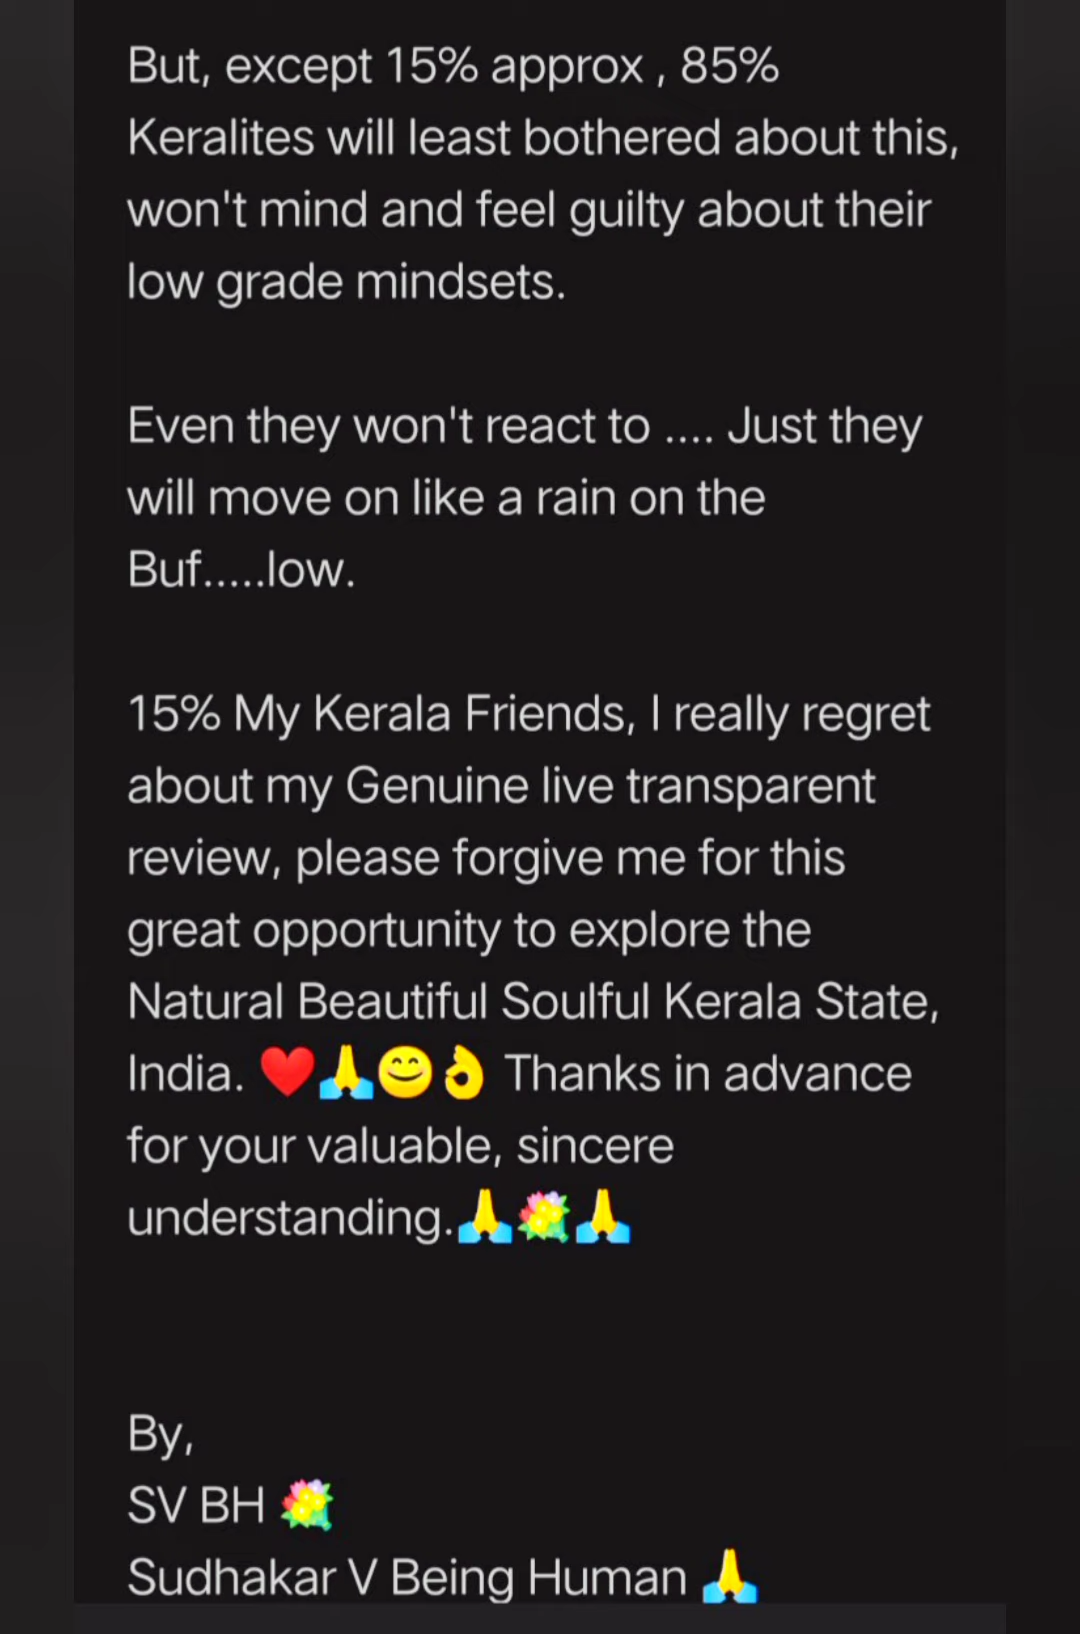 But, except 15% approx , 85%
Keralites will least bothered about this,
won't mind and feel guilty about their
low grade mindsets.
Even they won't react to .... Just they
will move on like a rain on the
Buf.....low.
15% My Kerala Friends, I really regret
about my Genuine live transparent
review, please forgive me for this
great opportunity to explore the
Natural Beautiful Soulful Kerala State,
India. ❤️🙏😊👌 Thanks in advance
for your valuable, sincere
understanding.🙏💐🙏
By,
SV BH 💐
Sudhakar V Being Human 🙏